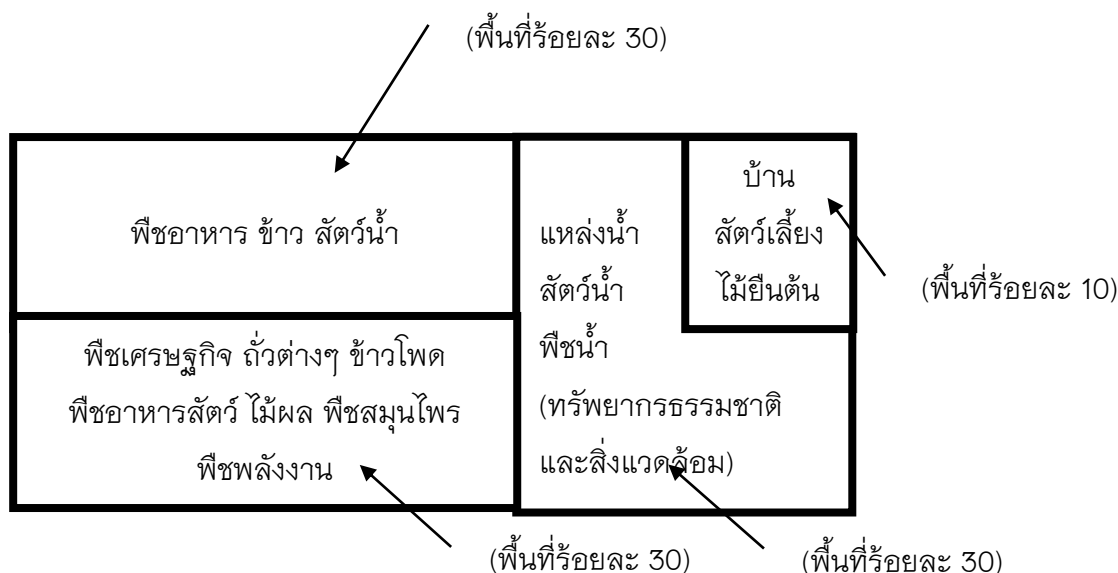 (พื้นที่ร้อยละ 30)
พืชอาหาร ข้าว สัตว์น้ำ
แหล่งน้ำ
สัตว์น้ำ
พืชน้ำ
(ทรัพยากรธรรมชาติ
และสิ่งแวดล้อม)
บ้าน
สัตว์เลี้ยง
ไม้ยืนต้น
(พื้นที่ร้อยละ 10)
พืชเศรษฐกิจ ถั่วต่างๆ ข้าวโพด
พืชอาหารสัตว์ ไม้ผล พืชสมุนไพร
พืชพลังงาน
(พื้นที่ร้อยละ 30)
(พื้นที่ร้อยละ 30)